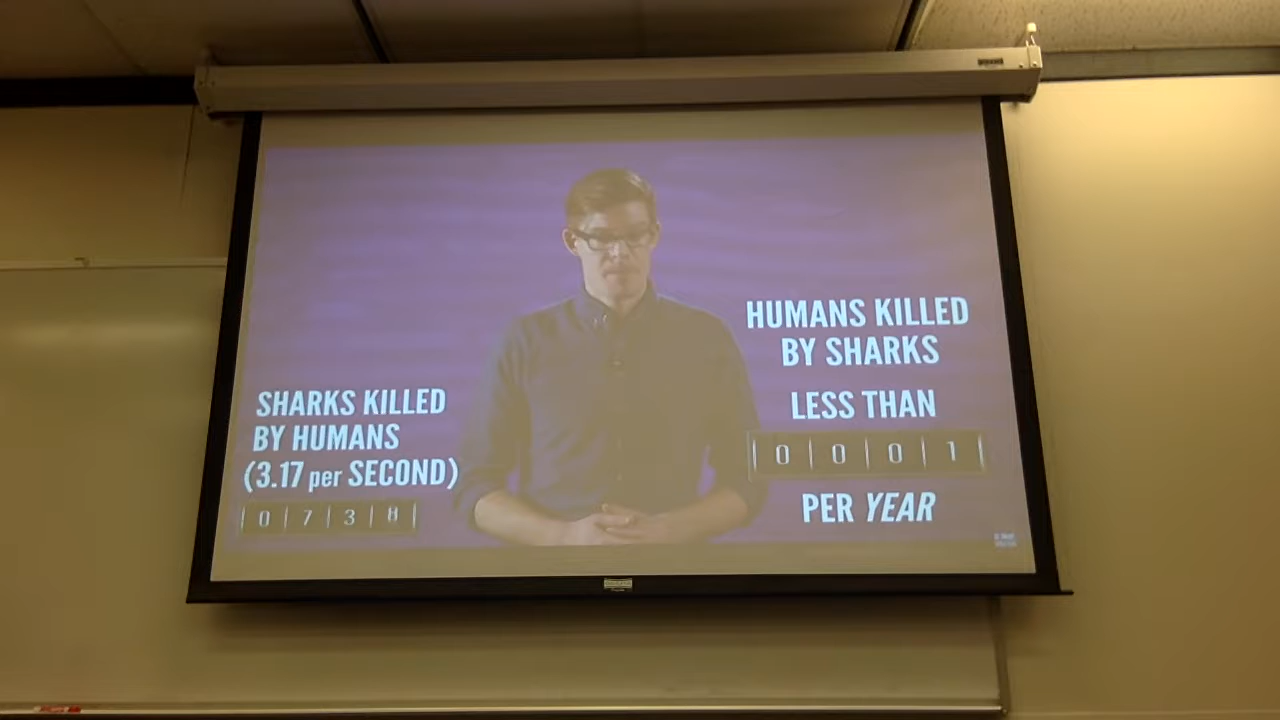 SHARKS KILLED
BY HUMANS
(3.17 per SECOND)
0 7 3 8
HUMANS KILLED
BY SHARKS
LESS THAN
0 0 0 1
PER YEAR